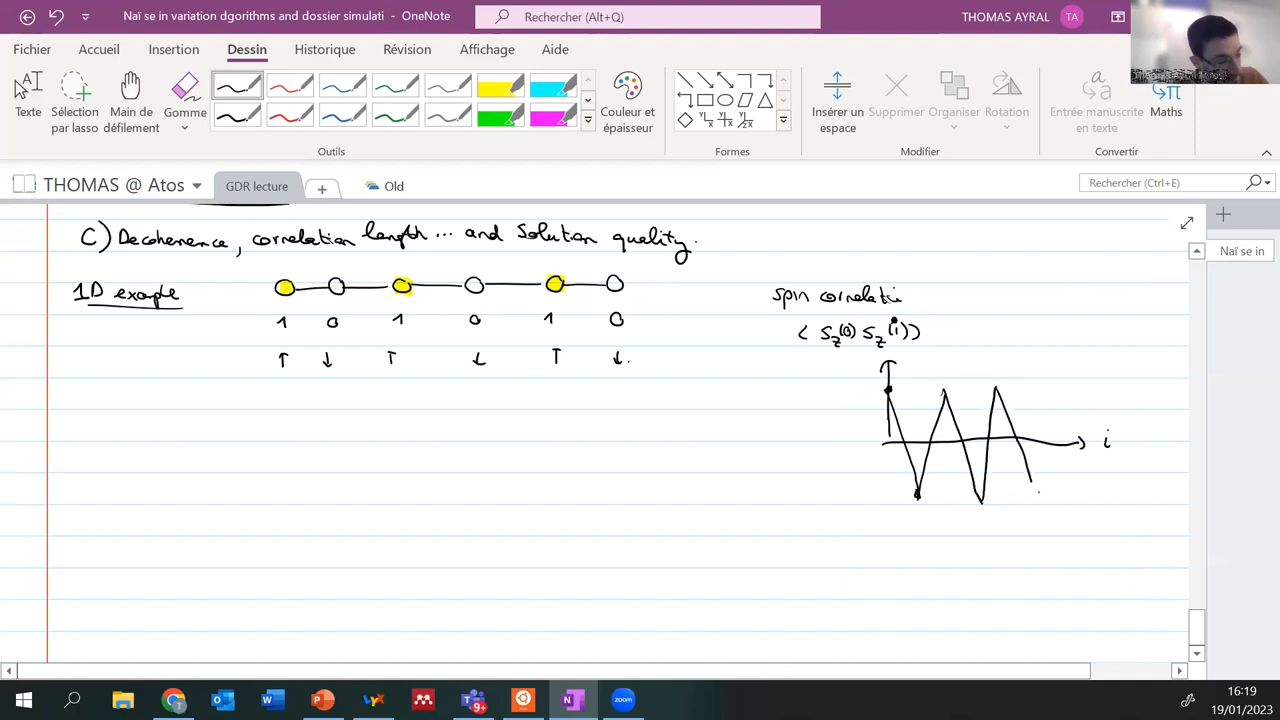 Naï se in variation dgorithms and dossier simulati - OneNote
Rechercher (Alt+Q)
THOMAS AYRAL
TA
Fichier
Accueil
Insertion
Dessin
Historique
Révision
Affichage
Aide
Texte
Sélection par lasso
Main de défilement
Gomme
Couleur et épaisseur
Insérer un espace
Supprimer
Organiser
Rotation
Entrée manuscrite en texte
Maths
Outils
Formes
Modifier
Convertir
THOMAS @ Atos
GDR lecture
Old
Rechercher (Ctrl+E)
Naï se in
C) Decoherence, correlation length ... and solution quality.
1D example
1 0 1 0 1 0
↑ ↓ ↑ ↓ ↑ ↓
spin correlati
⟨ Sz(0) Sz(i) ⟩
i
9+
16:19
19/01/2023